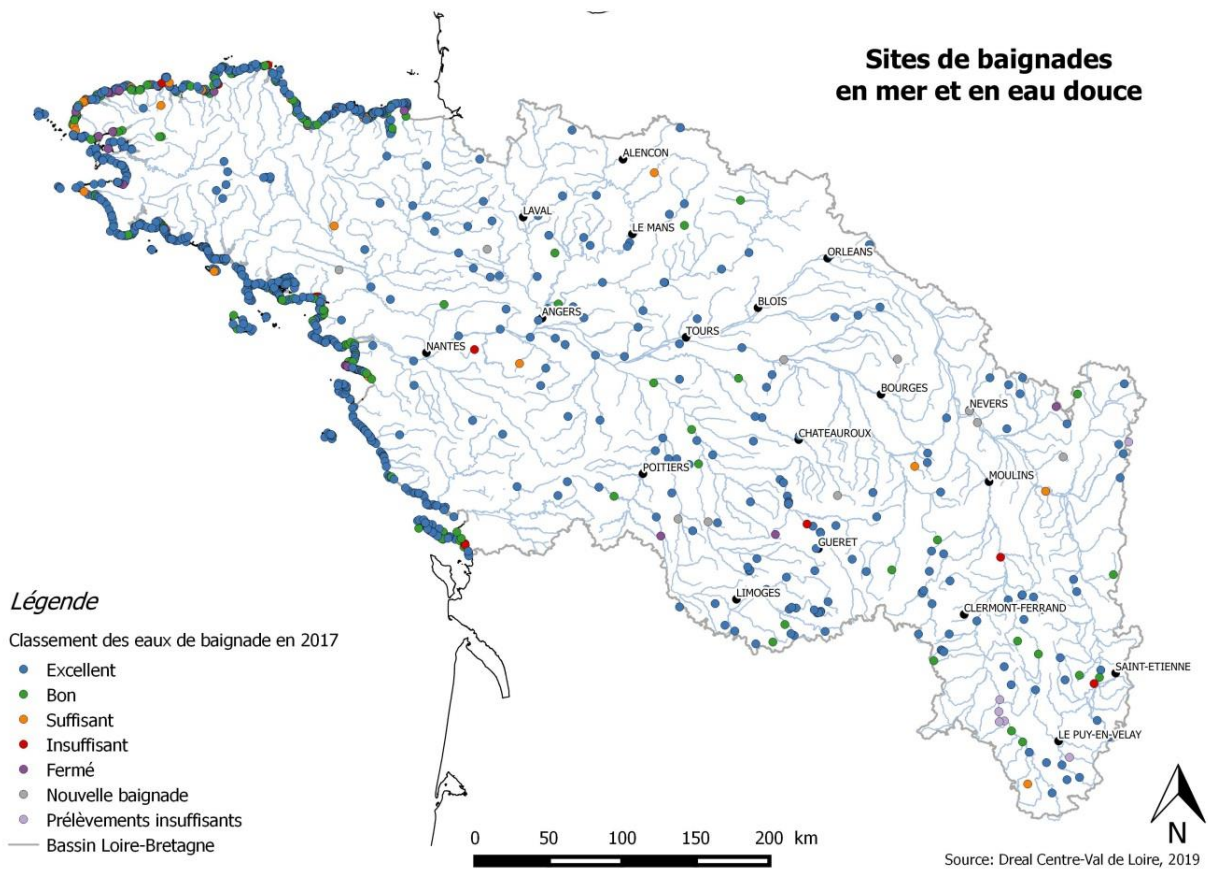 Sites de baignades
en mer et en eau douce
ALENCON
LAVAL
LE MANS
ORLEANS
BLOIS
ANGERS
TOURS
NANTES
BOURGES
NEVERS
CHATEAUROUX
POITIERS
MOULINS
GUERET
LIMOGES
CLERMONT-FERRAND
SAINT-ETIENNE
LE PUY-EN-VELAY
Légende
Classement des eaux de baignade en 2017
Excellent
Bon
Suffisant
Insuffisant
Fermé
Nouvelle baignade
Prélèvements insuffisants
Bassin Loire-Bretagne
0 50 100 150 200 km
N
Source: Dreal Centre-Val de Loire, 2019